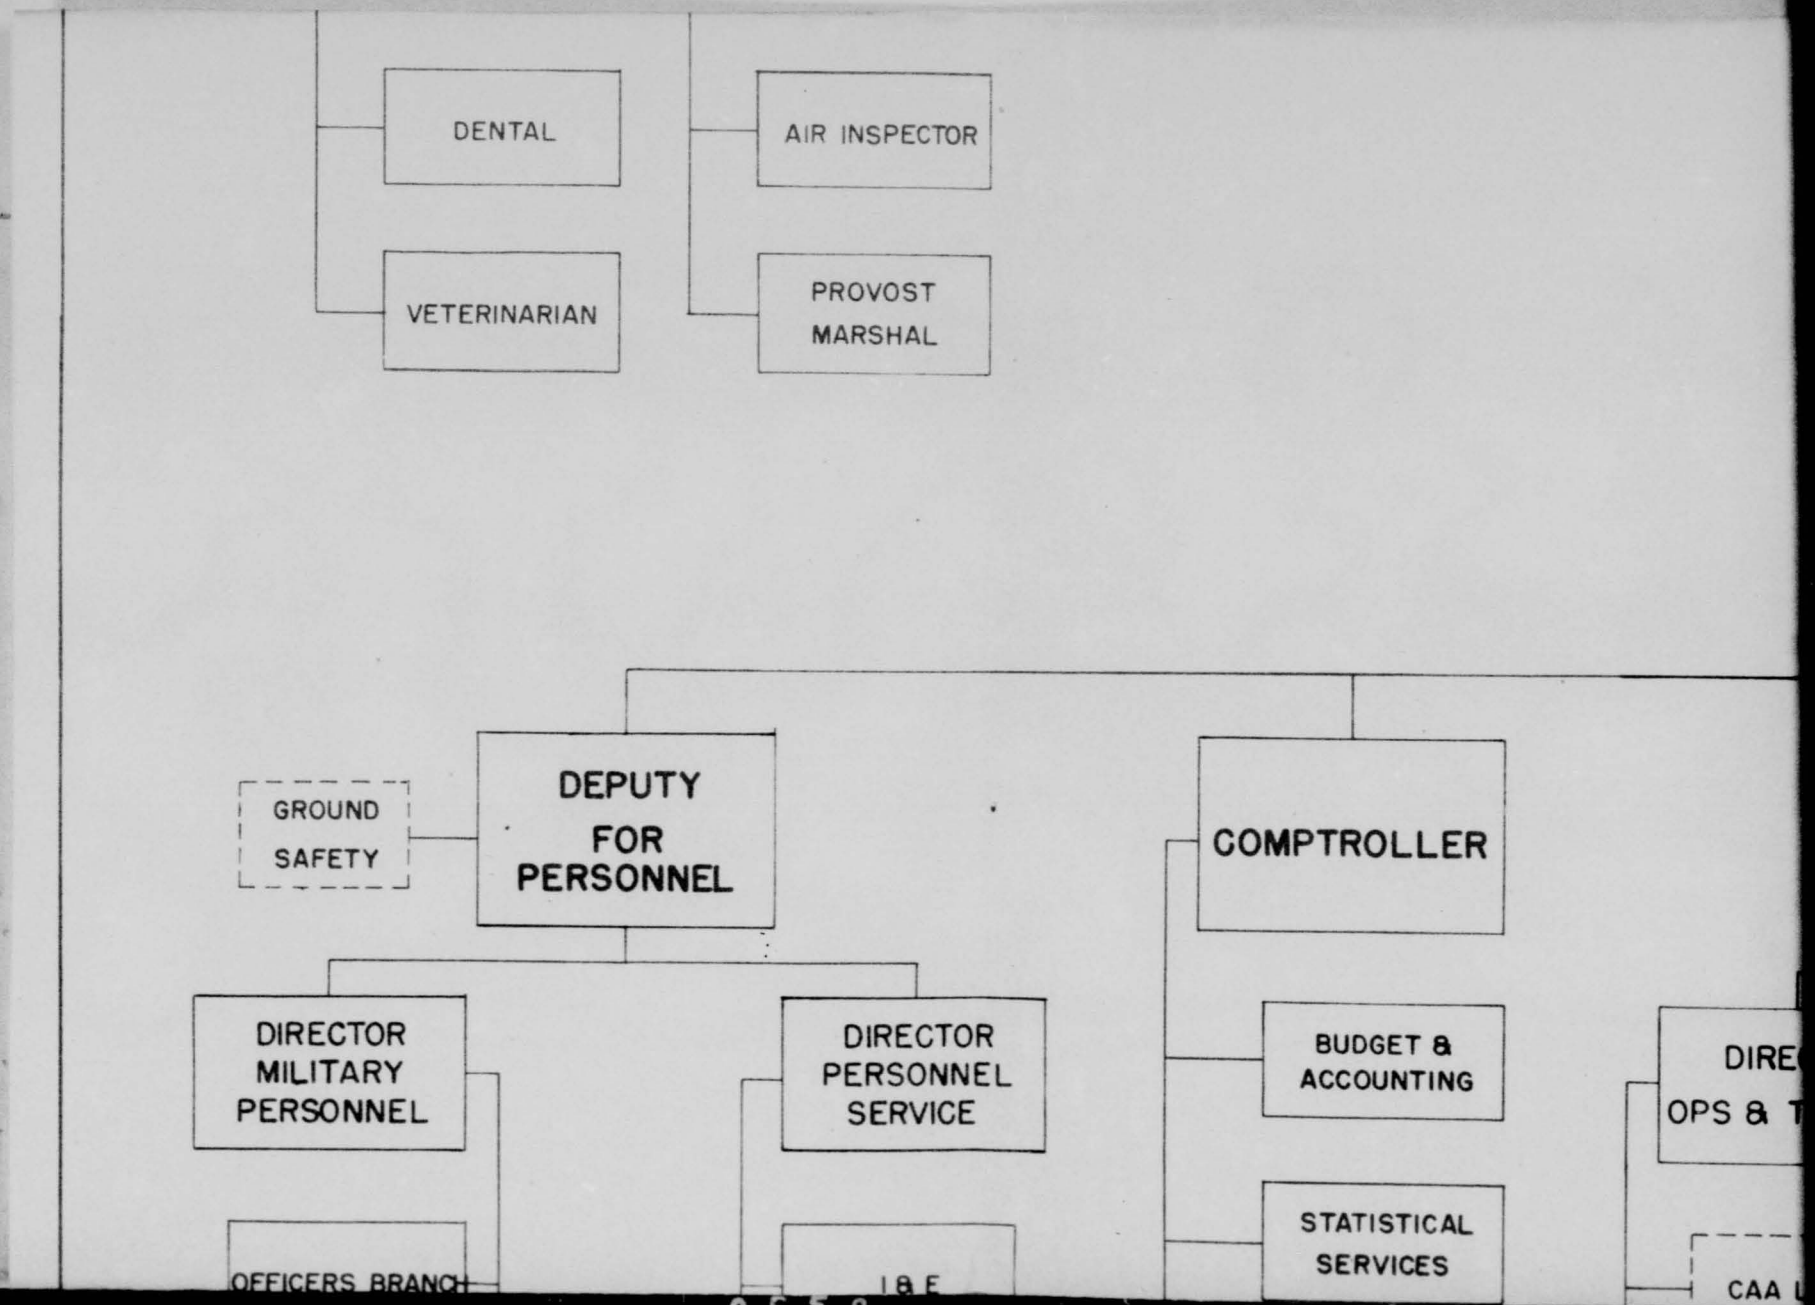 DENTAL
AIR INSPECTOR
VETERINARIAN
PROVOST
MARSHAL
GROUND
SAFETY
DEPUTY
FOR
PERSONNEL
COMPTROLLER
DIRECTOR
MILITARY
PERSONNEL
DIRECTOR
PERSONNEL
SERVICE
BUDGET &
ACCOUNTING
OPS &
STATISTICAL
SERVICES
OFFICERS BRANCH
I & E
CAA